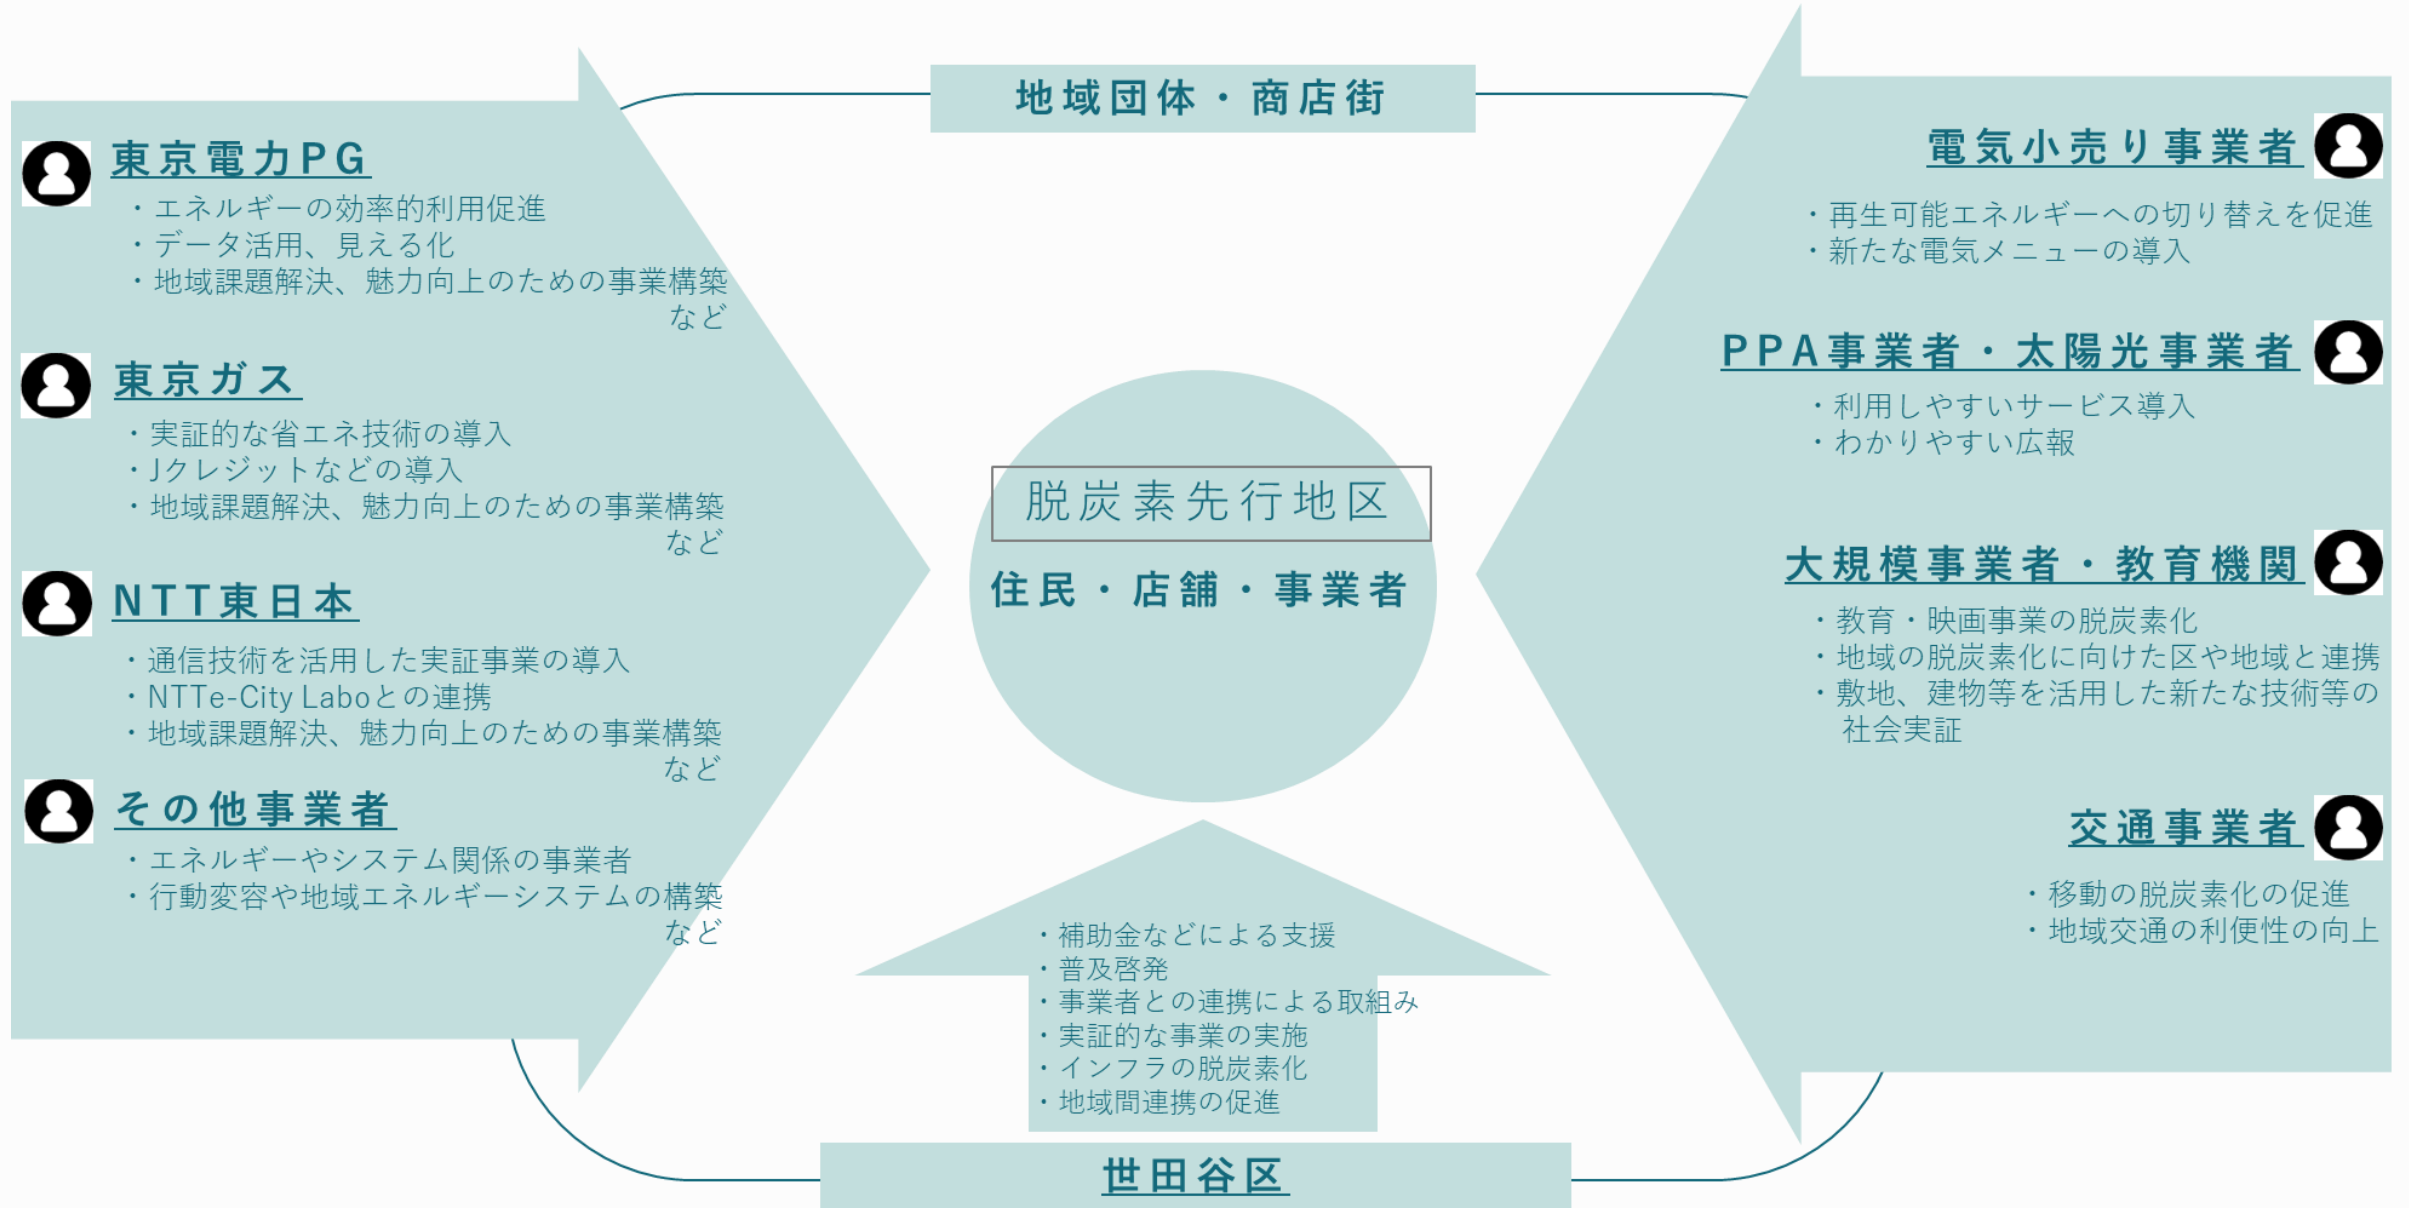 地域団体・商店街
東京電力PG
・エネルギーの効率的利用促進
・データ活用、見える化
・地域課題解決、魅力向上のための事業構築
など
東京ガス
・実証的な省エネ技術の導入
・Jクレジットなどの導入
・地域課題解決、魅力向上のための事業構築
など
NTT東日本
・通信技術を活用した実証事業の導入
・NTTe-City Laboとの連携
・地域課題解決、魅力向上のための事業構築
など
その他事業者
・エネルギーやシステム関係の事業者
・行動変容や地域エネルギーシステムの構築
など
脱炭素先行地区
住民・店舗・事業者
電気小売り事業者
・再生可能エネルギーへの切り替えを促進
・新たな電気メニューの導入
PPA事業者・太陽光事業者
・利用しやすいサービス導入
・わかりやすい広報
大規模事業者・教育機関
・教育・映画事業の脱炭素化
・地域の脱炭素化に向けた区や地域と連携
・敷地、建物等を活用した新たな技術等の
社会実証
交通事業者
・移動の脱炭素化の促進
・地域交通の利便性の向上
・補助金などによる支援
・普及啓発
・事業者との連携による取組み
・実証的な事業の実施
・インフラの脱炭素化
・地域間連携の促進
世田谷区